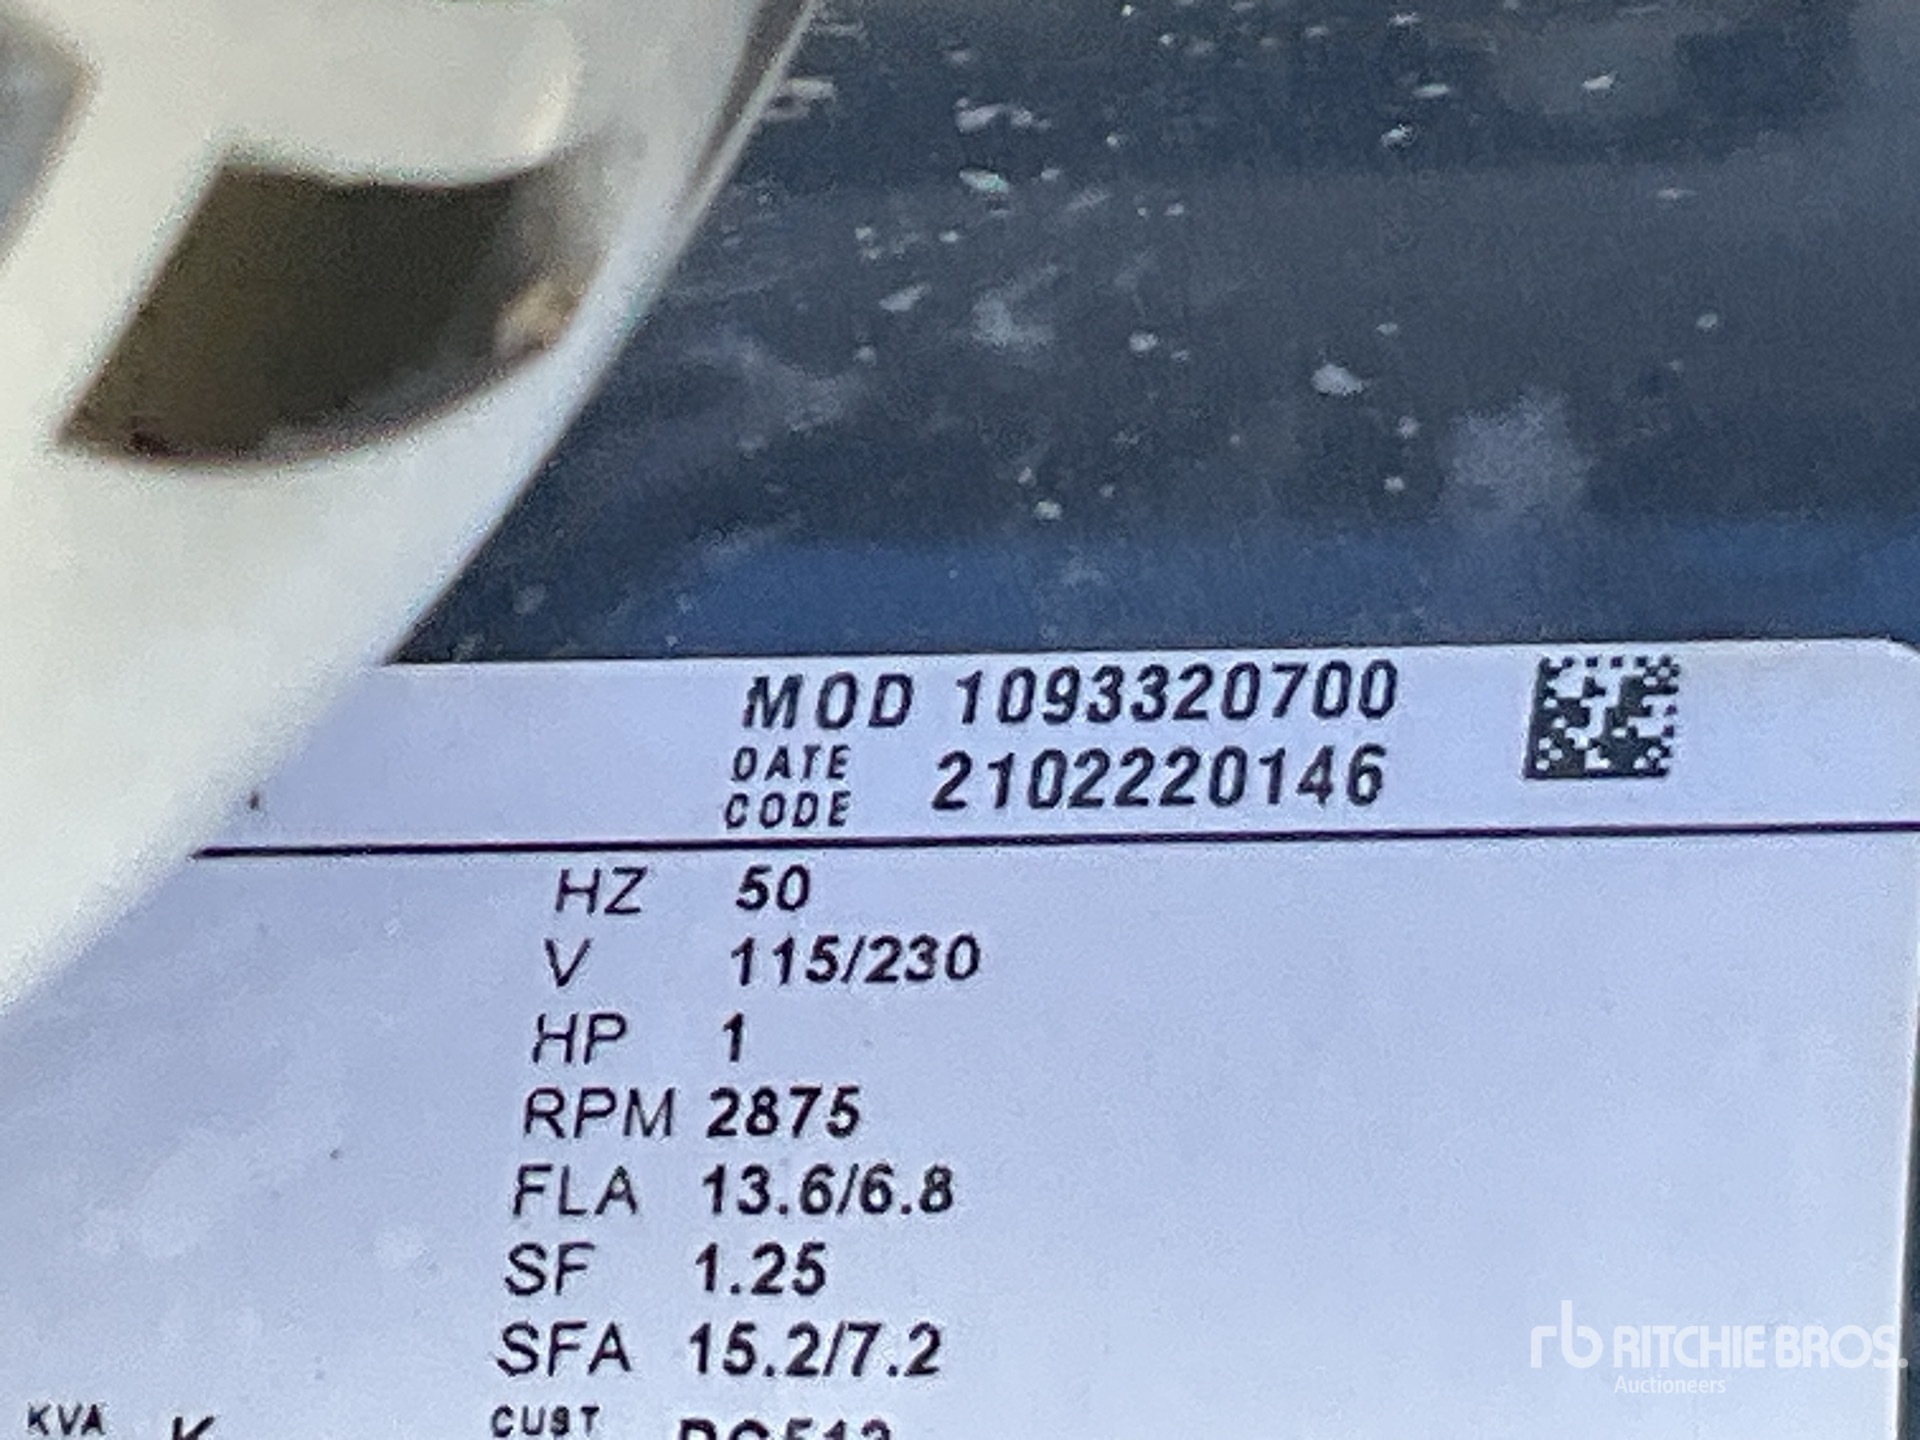 MOD 1093320700
DATE CODE 2102220146
HZ 50
V 115/230
HP 1
RPM 2875
FLA 13.6/6.8
SF 1.25
SFA 15.2/7.2
KVA K
CUST
rb RITCHIE BROS.
Auctioneers